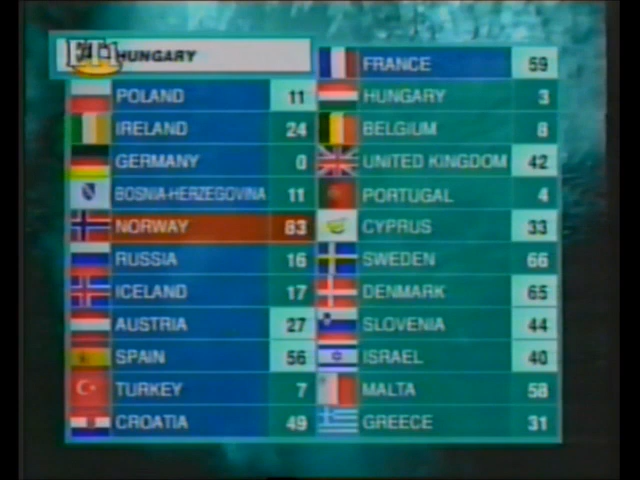 HUNGARY
POLAND 11
IRELAND 24
GERMANY 0
BOSNIA-HERZEGOVINA 11
NORWAY 83
RUSSIA 16
ICELAND 17
AUSTRIA 27
SPAIN 56
TURKEY 7
CROATIA 49
FRANCE 59
HUNGARY 3
BELGIUM 8
UNITED KINGDOM 42
PORTUGAL 4
CYPRUS 33
SWEDEN 66
DENMARK 65
SLOVENIA 44
ISRAEL 40
MALTA 58
GREECE 31